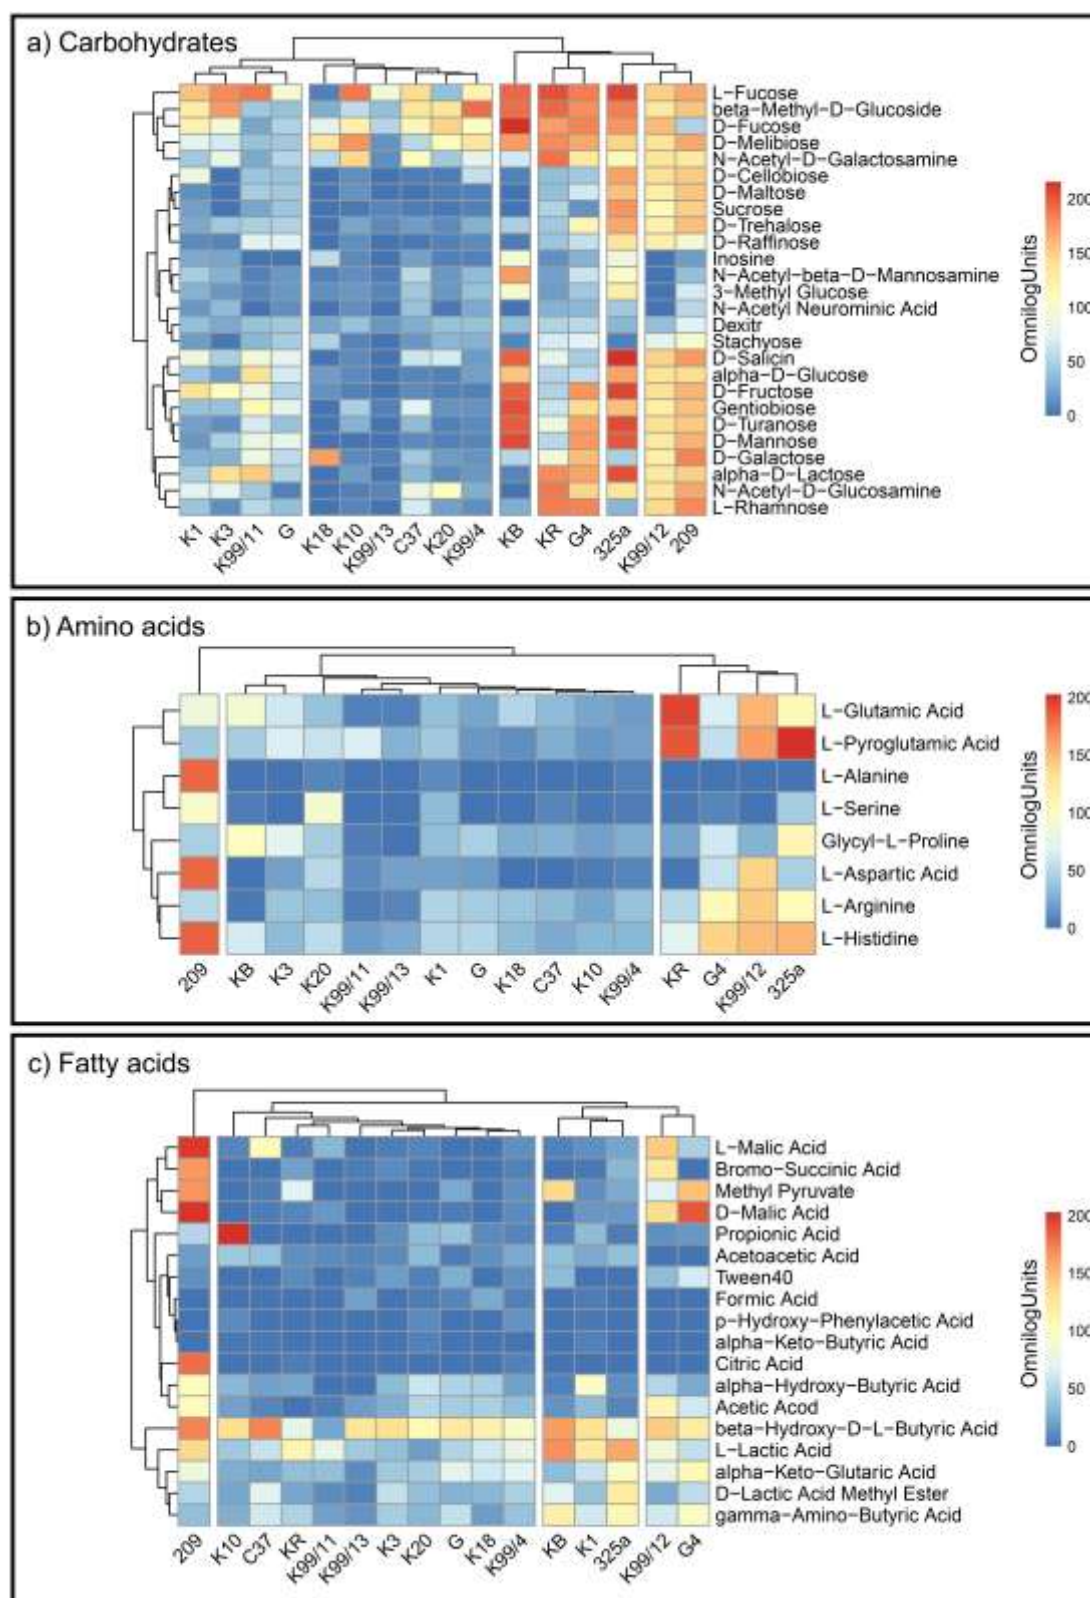 a) Carbohydrates
L−Fucose
beta−Methyl−D−Glucoside
D−Fucose
D−Melibiose
N−Acetyl−D−Galactosamine
D−Cellobiose
D−Maltose
Sucrose
D−Trehalose
D−Raffinose
Inosine
N−Acetyl−beta−D−Mannosamine
3−Methyl Glucose
N−Acetyl Neurominic Acid
Dexitr
Stachyose
D−Salicin
alpha−D−Glucose
D−Fructose
Gentiobiose
D−Turanose
D−Mannose
D−Galactose
alpha−D−Lactose
N−Acetyl−D−Glucosamine
L−Rhamnose
K1 K3 K99/11 G K18 K10 K99/13 C37 K20 K99/4 KB KR G4 325a K99/12 209
OmnilogUnits
200
150
100
50
0
b) Amino acids
L−Glutamic Acid
L−Pyroglutamic Acid
L−Alanine
L−Serine
Glycyl−L−Proline
L−Aspartic Acid
L−Arginine
L−Histidine
209 KB K3 K20 K99/11 K99/13 K1 G K18 C37 K10 K99/4 KR G4 K99/12 325a
OmnilogUnits
200
150
100
50
0
c) Fatty acids
L−Malic Acid
Bromo−Succinic Acid
Methyl Pyruvate
D−Malic Acid
Propionic Acid
Acetoacetic Acid
Tween40
Formic Acid
p−Hydroxy−Phenylacetic Acid
alpha−Keto−Butyric Acid
Citric Acid
alpha−Hydroxy−Butyric Acid
Acetic Acod
beta−Hydroxy−D−L−Butyric Acid
L−Lactic Acid
alpha−Keto−Glutaric Acid
D−Lactic Acid Methyl Ester
gamma−Amino−Butyric Acid
209 K10 C37 KR K99/11 K99/13 K3 K20 G K18 K99/4 KB K1 325a K99/12 G4
OmnilogUnits
200
150
100
50
0